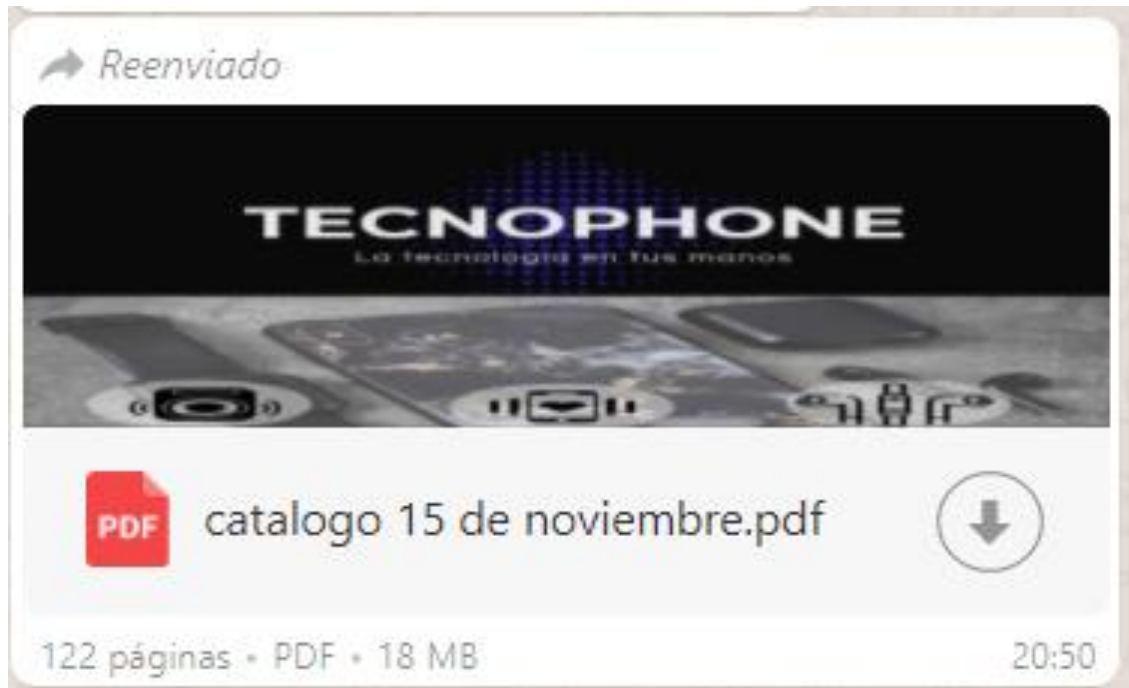 Reenviado
TECNOPHONE
La tecnología en tus manos
PDF
catalogo 15 de noviembre.pdf
122 páginas • PDF • 18 MB
20:50